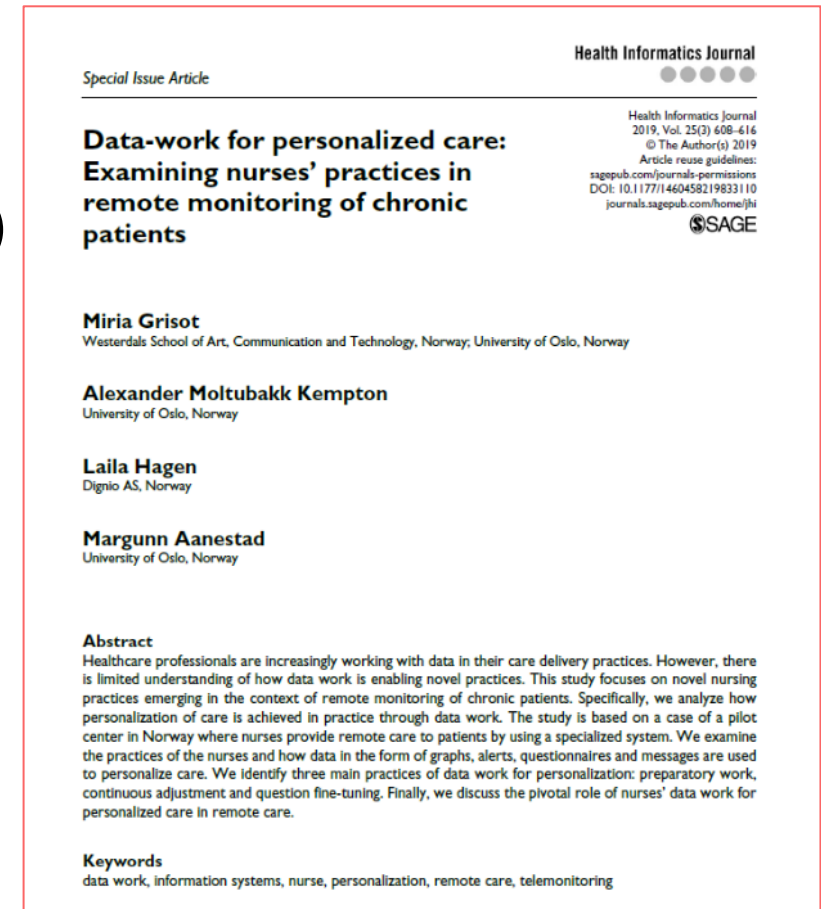 Health Informatics Journal
Special Issue Article
Data-work for personalized care:
Examining nurses' practices in
remote monitoring of chronic
patients
Health Informatics Journal
2019, Vol. 25(3) 608–616
© The Author(s) 2019
Article reuse guidelines:
sagepub.com/journals-permissions
DOI: 10.1177/1460458219833110
journals.sagepub.com/home/jhi
SAGE
Miria Grisot
Westerdals School of Art, Communication and Technology, Norway; University of Oslo, Norway
Alexander Moltubakk Kempton
University of Oslo, Norway
Laila Hagen
Dignio AS, Norway
Margunn Aanestad
University of Oslo, Norway
Abstract
Healthcare professionals are increasingly working with data in their care delivery practices. However, there
is limited understanding of how data work is enabling novel practices. This study focuses on novel nursing
practices emerging in the context of remote monitoring of chronic patients. Specifically, we analyze how
personalization of care is achieved in practice through data work. The study is based on a case of a pilot
center in Norway where nurses provide remote care to patients by using a specialized system. We examine
the practices of the nurses and how data in the form of graphs, alerts, questionnaires and messages are used
to personalize care. We identify three main practices of data work for personalization: preparatory work,
continuous adjustment and question fine-tuning. Finally, we discuss the pivotal role of nurses' data work for
personalized care in remote care.
Keywords
data work, information systems, nurse, personalization, remote care, telemonitoring